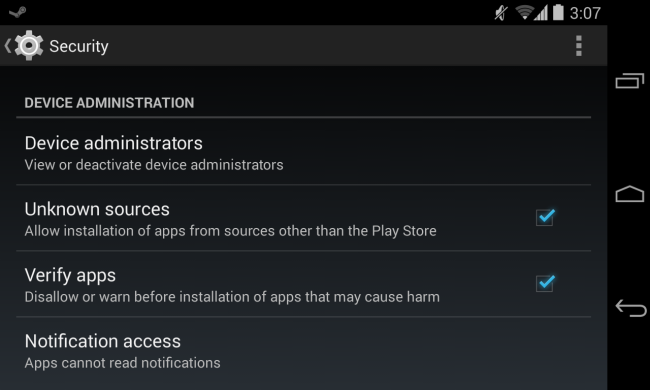 3:07
Security
DEVICE ADMINISTRATION
Device administrators
View or deactivate device administrators
Unknown sources
Allow installation of apps from sources other than the Play Store
Verify apps
Disallow or warn before installation of apps that may cause harm
Notification access
Apps cannot read notifications